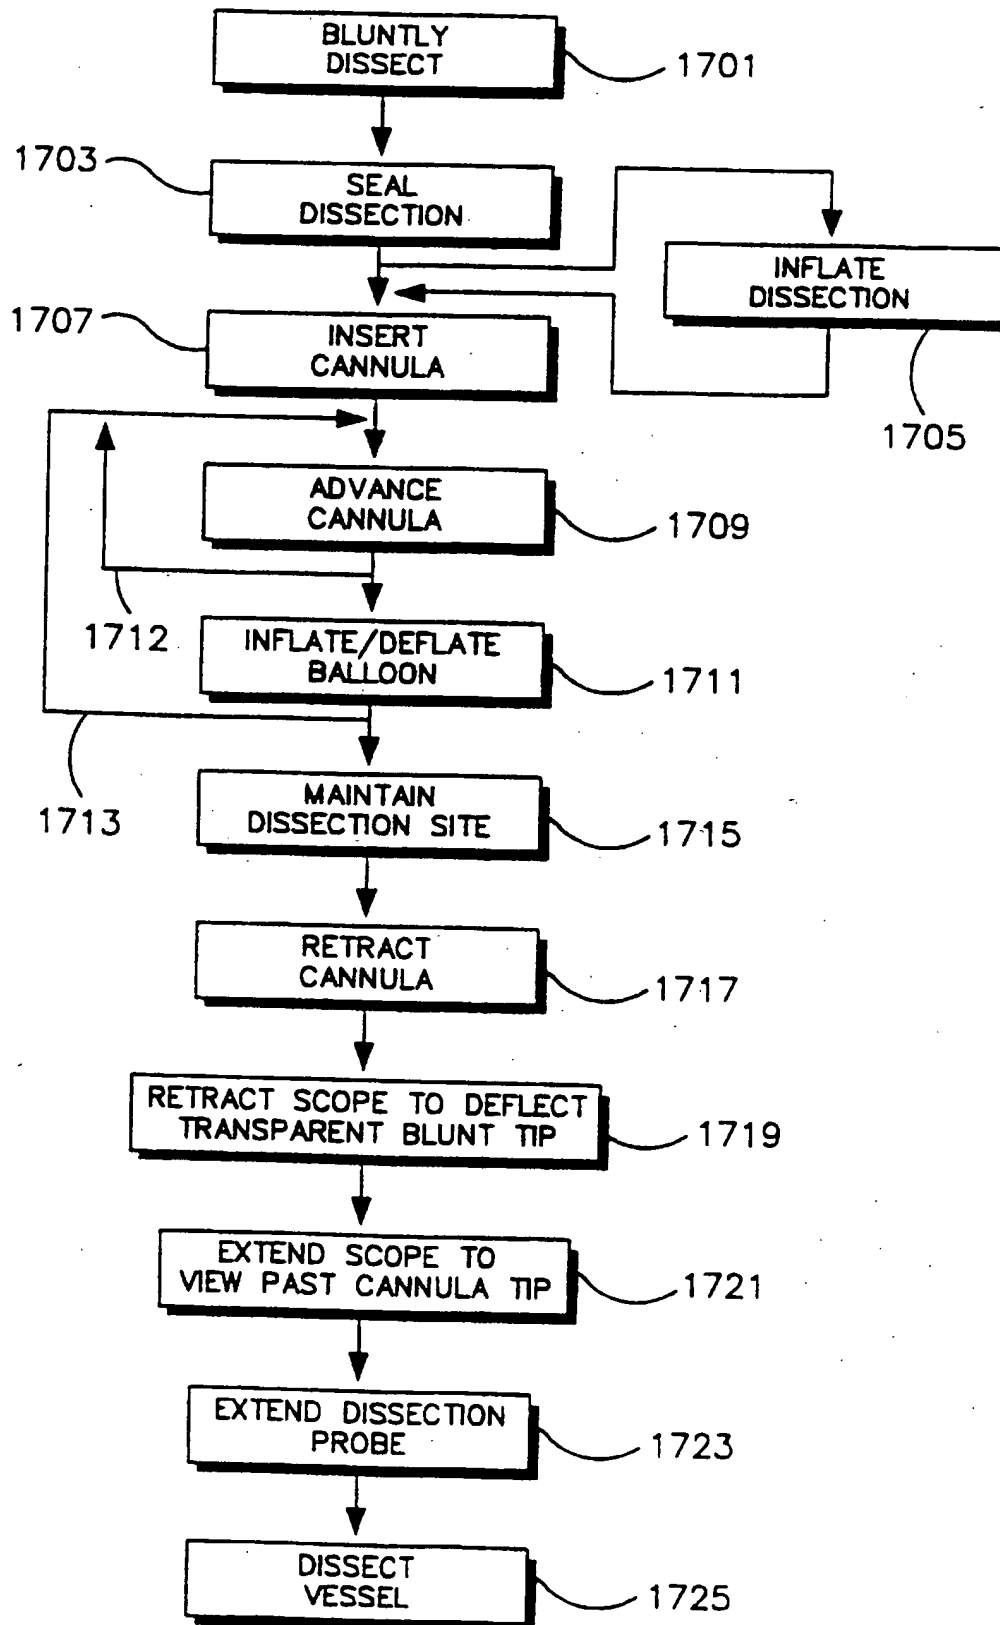 BLUNTLY
DISSECT
1701
1703
SEAL
DISSECTION
INFLATE
DISSECTION
1705
1707
INSERT
CANNULA
ADVANCE
CANNULA
1709
1712
INFLATE/DEFLATE
BALLOON
1711
1713
MAINTAIN
DISSECTION SITE
1715
RETRACT
CANNULA
1717
RETRACT SCOPE TO DEFLECT
TRANSPARENT BLUNT TIP
1719
EXTEND SCOPE TO
VIEW PAST CANNULA TIP
1721
EXTEND DISSECTION
PROBE
1723
DISSECT
VESSEL
1725